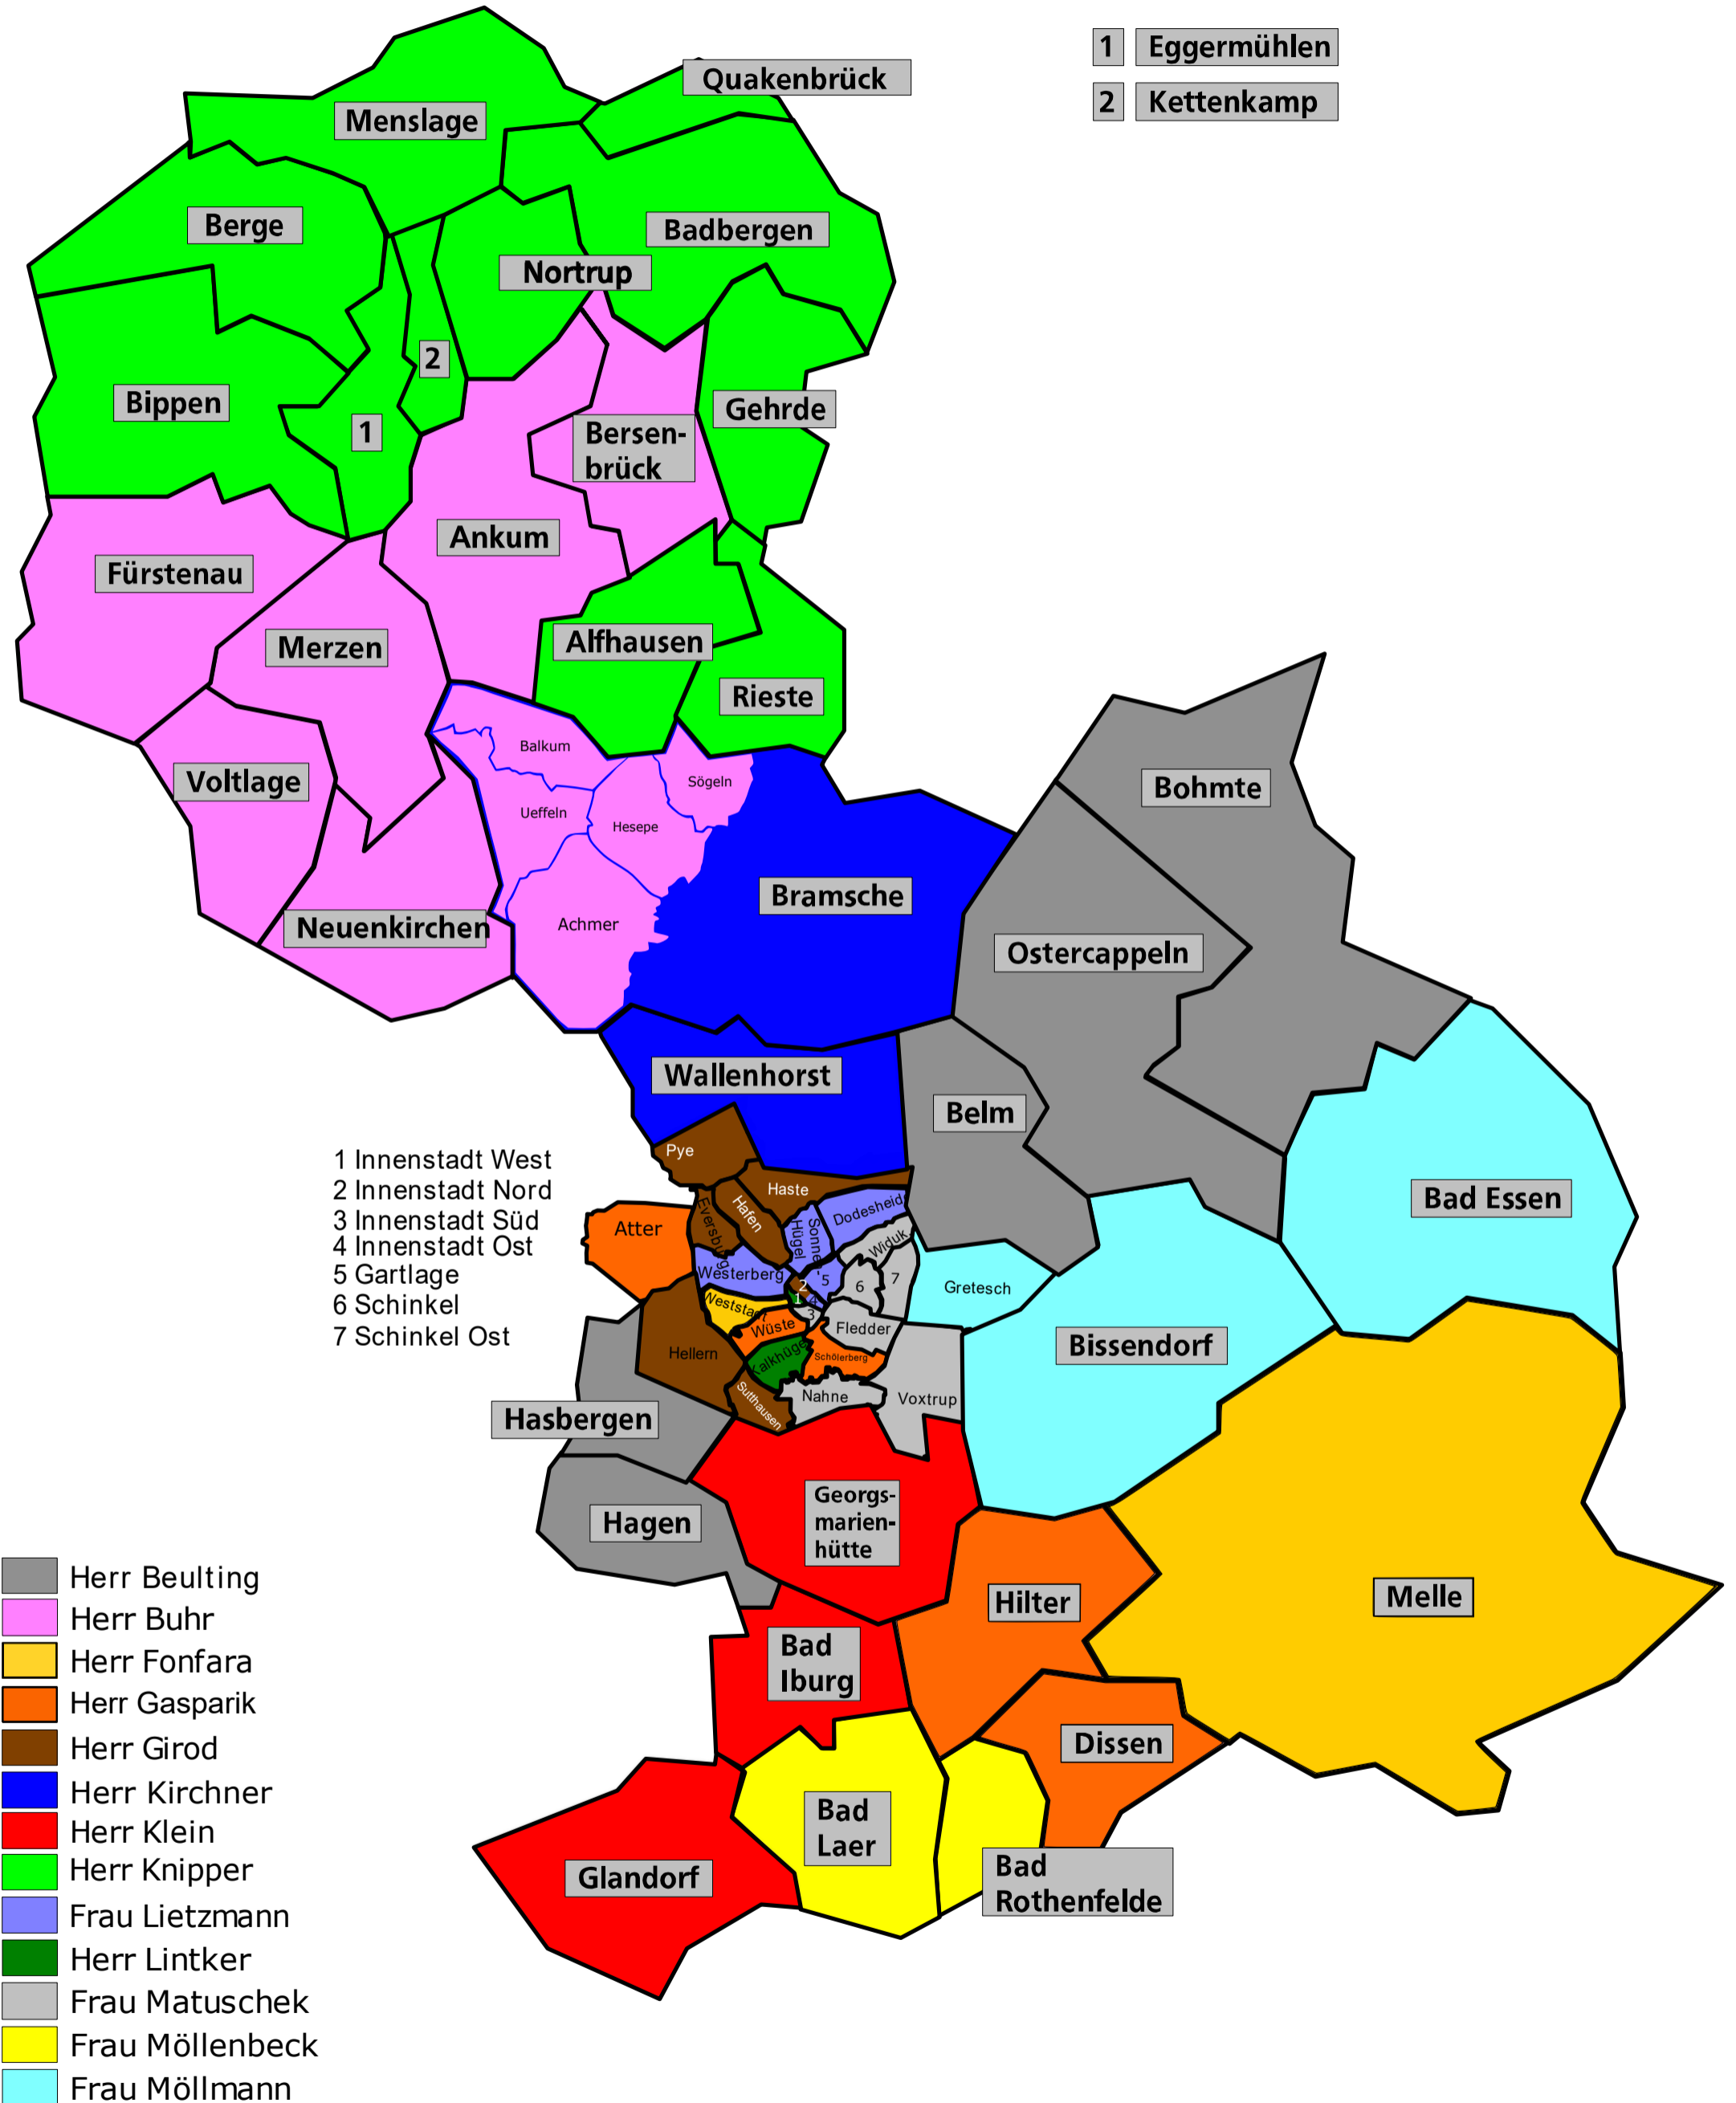 1 Eggermühlen
2 Kettenkamp
Quakenbrück
Menslage
Berge
Badbergen
Nortrup
2
Bippen
Gehrde
1
Bersen-
brück
Ankum
Fürstenau
Alfhausen
Merzen
Rieste
Balkum
Voltlage
Sögeln
Bohmte
Ueffeln
Hesepe
Bramsche
Achmer
Neuenkirchen
Ostercappeln
Wallenhorst
Belm
Pye
1 Innenstadt West
2 Innenstadt Nord
3 Innenstadt Süd
4 Innenstadt Ost
5 Gartlage
6 Schinkel
7 Schinkel Ost
Haste
Bad Essen
Hafen
Eversburg
Dodesheide
Sonnen-
Hügel
Atter
Widuk.
Westerberg
5
7
6
2
1
4
3
Gretesch
Weststadt
Wüste
Fledder
Bissendorf
Hellern
Kalkhügel
Schölerberg
Sutthausen
Nahne
Voxtrup
Hasbergen
Georgs-
marien-
hütte
Hagen
Hilter
Melle
Bad
Iburg
Dissen
Bad
Laer
Bad
Rothenfelde
Glandorf
Herr Beulting
Herr Buhr
Herr Fonfara
Herr Gasparik
Herr Girod
Herr Kirchner
Herr Klein
Herr Knipper
Frau Lietzmann
Herr Lintker
Frau Matuschek
Frau Möllenbeck
Frau Möllmann